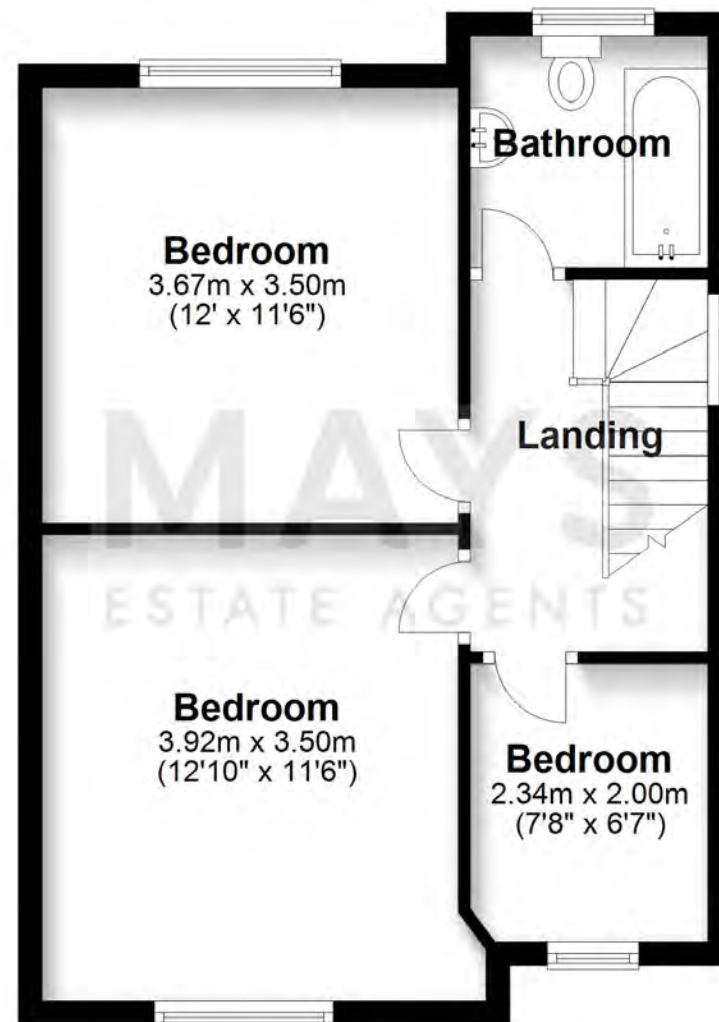 Bathroom
Bedroom
3.67m x 3.50m
(12' x 11'6")
Landing
MAYS
ESTATE AGENTS
Bedroom
3.92m x 3.50m
(12'10" x 11'6")
Bedroom
2.34m x 2.00m
(7'8" x 6'7")